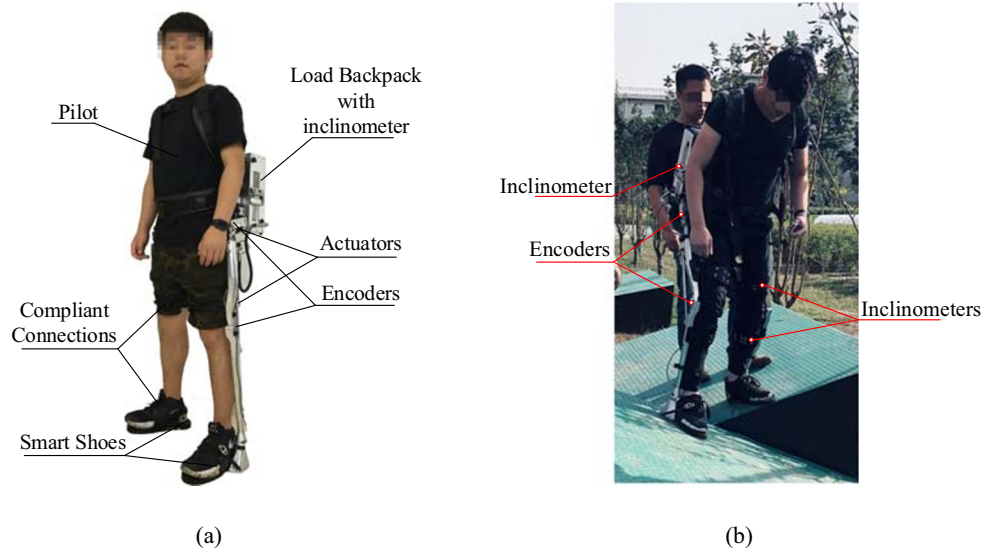 Pilot
Load Backpack
with
inclinometer
Actuators
Encoders
Compliant
Connections
Smart Shoes
(a)
Inclinometer
Encoders
Inclinometers
(b)